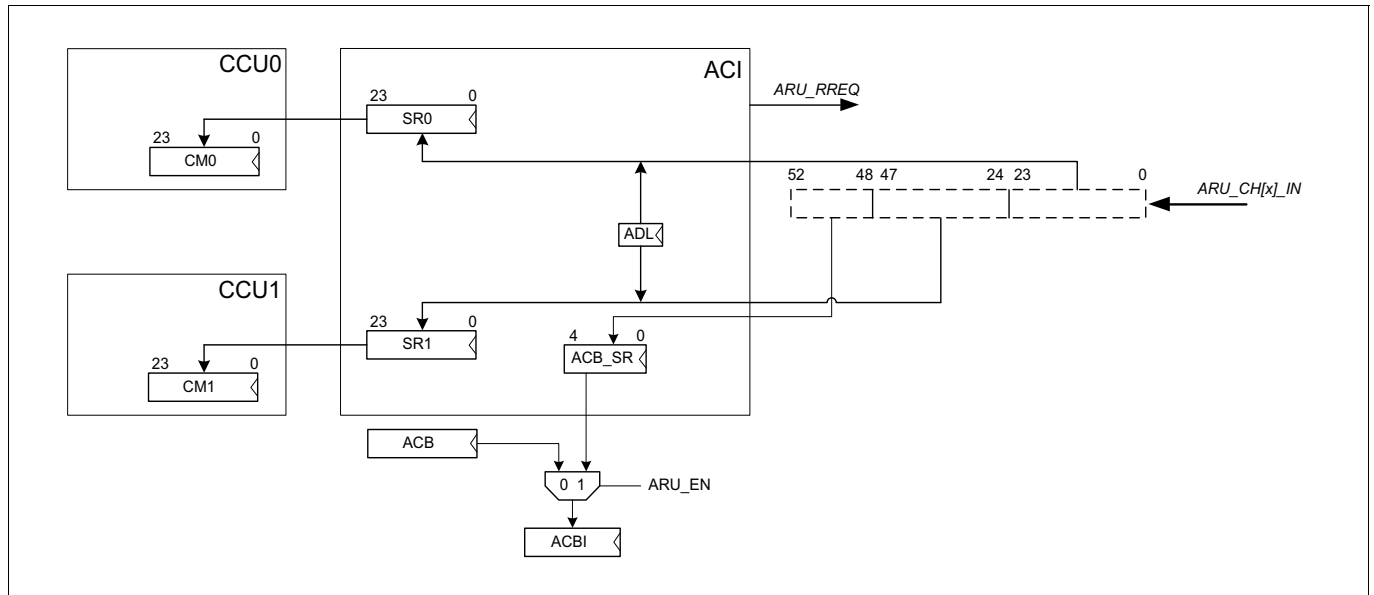 CCU0
ACI
23 0
SR0
ARU_RREQ
23 0
CM0
52 48 47 24 23 0
ARU_CH[x]_IN
ADL
CCU1
23 0
SR1
4 0
ACB_SR
23 0
CM1
ACB
0 1
ARU_EN
ACBI